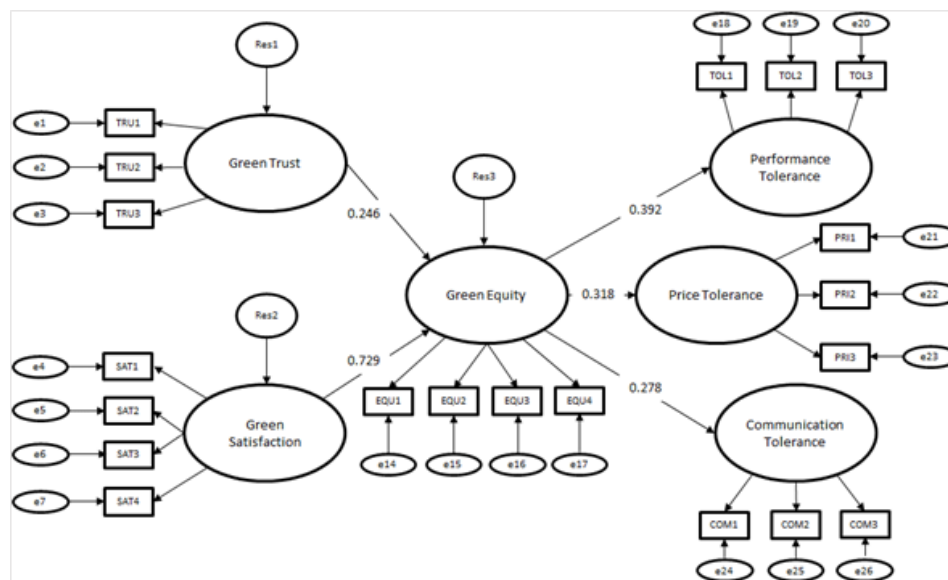 e18
e19
e20
Res1
TOL1
TOL2
TOL3
e1
TRU1
e2
TRU2
Green Trust
Performance
Tolerance
e3
TRU3
Res3
0.246
0.392
e21
PRI1
Green Equity
0.318
Price Tolerance
PRI2
e22
Res2
PRI3
e23
e4
SAT1
0.729
0.278
EQU1
EQU2
EQU3
EQU4
e5
SAT2
Green
Satisfaction
Communication
Tolerance
e6
SAT3
e14
e15
e16
e17
e7
SAT4
COM1
COM2
COM3
e24
e25
e26